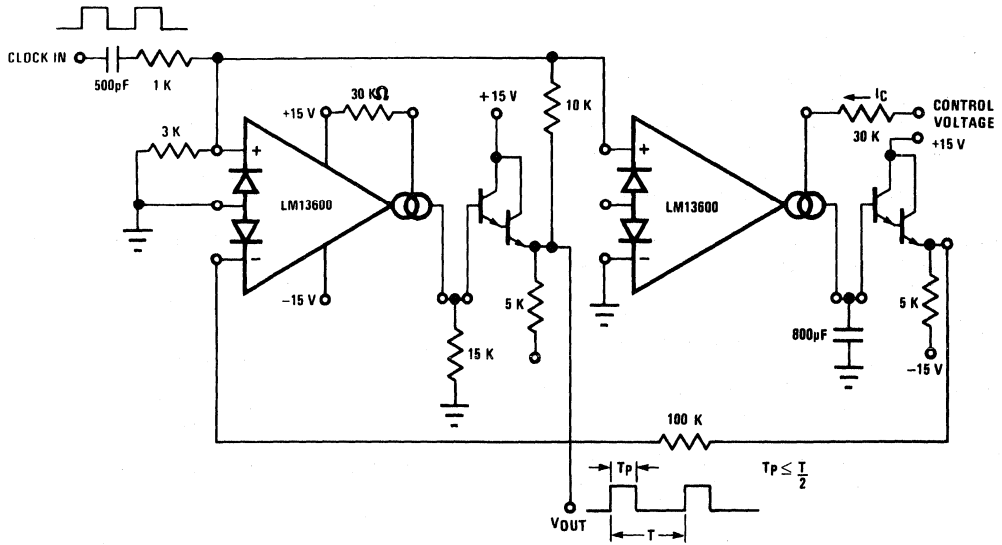 CLOCK IN
500pF
1 K
3 K
+15 V
30 KΩ
+
LM13600
−
−15 V
+15 V
10 K
5 K
15 K
+
LM13600
−
IC
30 K
CONTROL
VOLTAGE
+15 V
800µF
5 K
−15 V
100 K
TP
TP ≤ T/2
VOUT
T